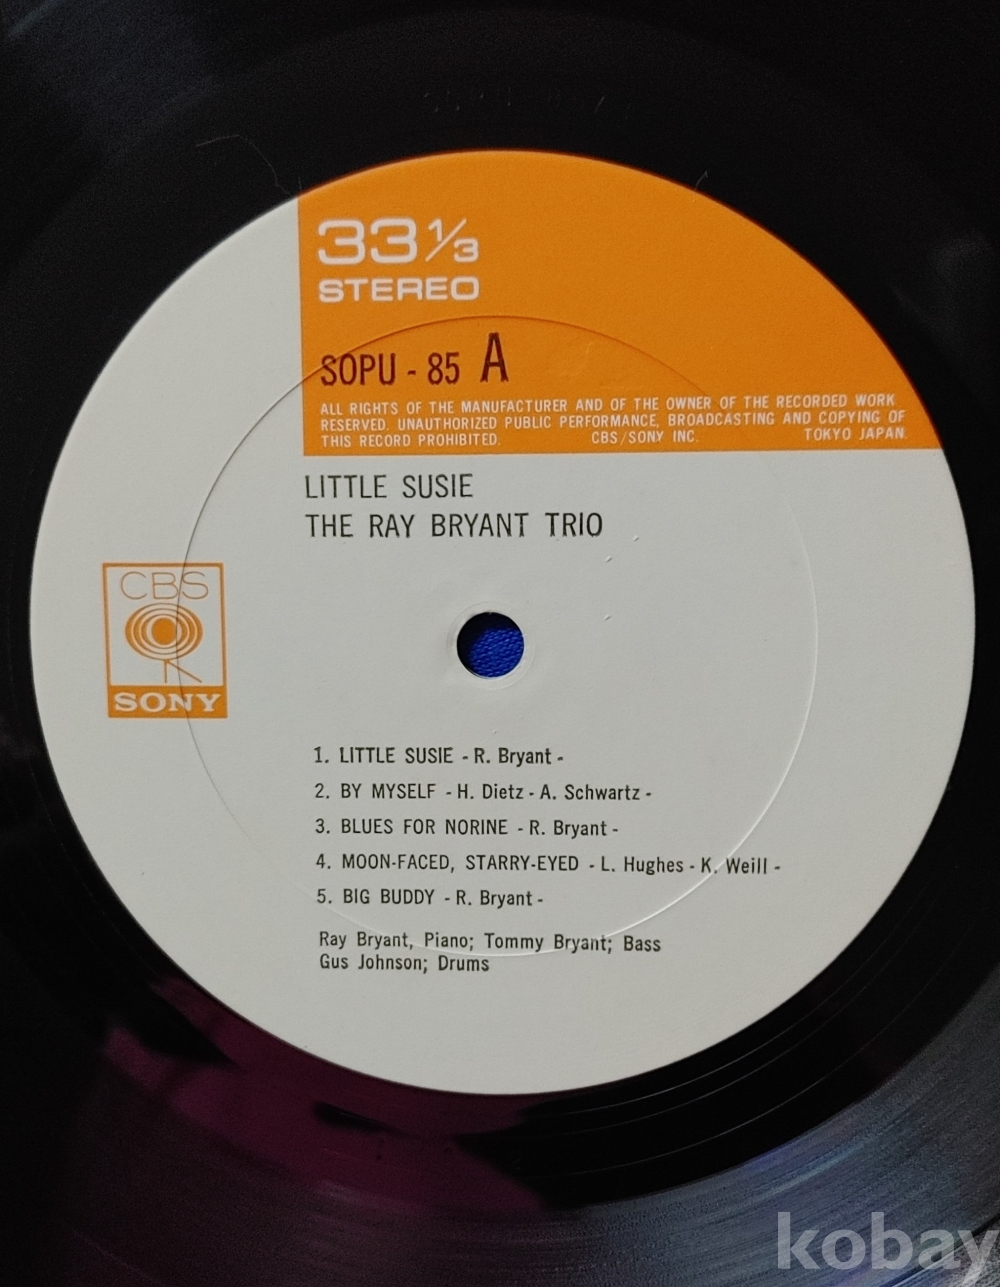 33 1/3
STEREO
SOPU - 85 A
ALL RIGHTS OF THE MANUFACTURER AND OF THE OWNER OF THE RECORDED WORK
RESERVED. UNAUTHORIZED PUBLIC PERFORMANCE, BROADCASTING AND COPYING OF
THIS RECORD PROHIBITED. CBS/SONY INC. TOKYO JAPAN.
LITTLE SUSIE
THE RAY BRYANT TRIO
CBS
SONY
1. LITTLE SUSIE - R. Bryant -
2. BY MYSELF - H. Dietz - A. Schwartz -
3. BLUES FOR NORINE - R. Bryant -
4. MOON-FACED, STARRY-EYED - L. Hughes - K. Weill -
5. BIG BUDDY - R. Bryant -
Ray Bryant, Piano; Tommy Bryant; Bass
Gus Johnson; Drums
kobay